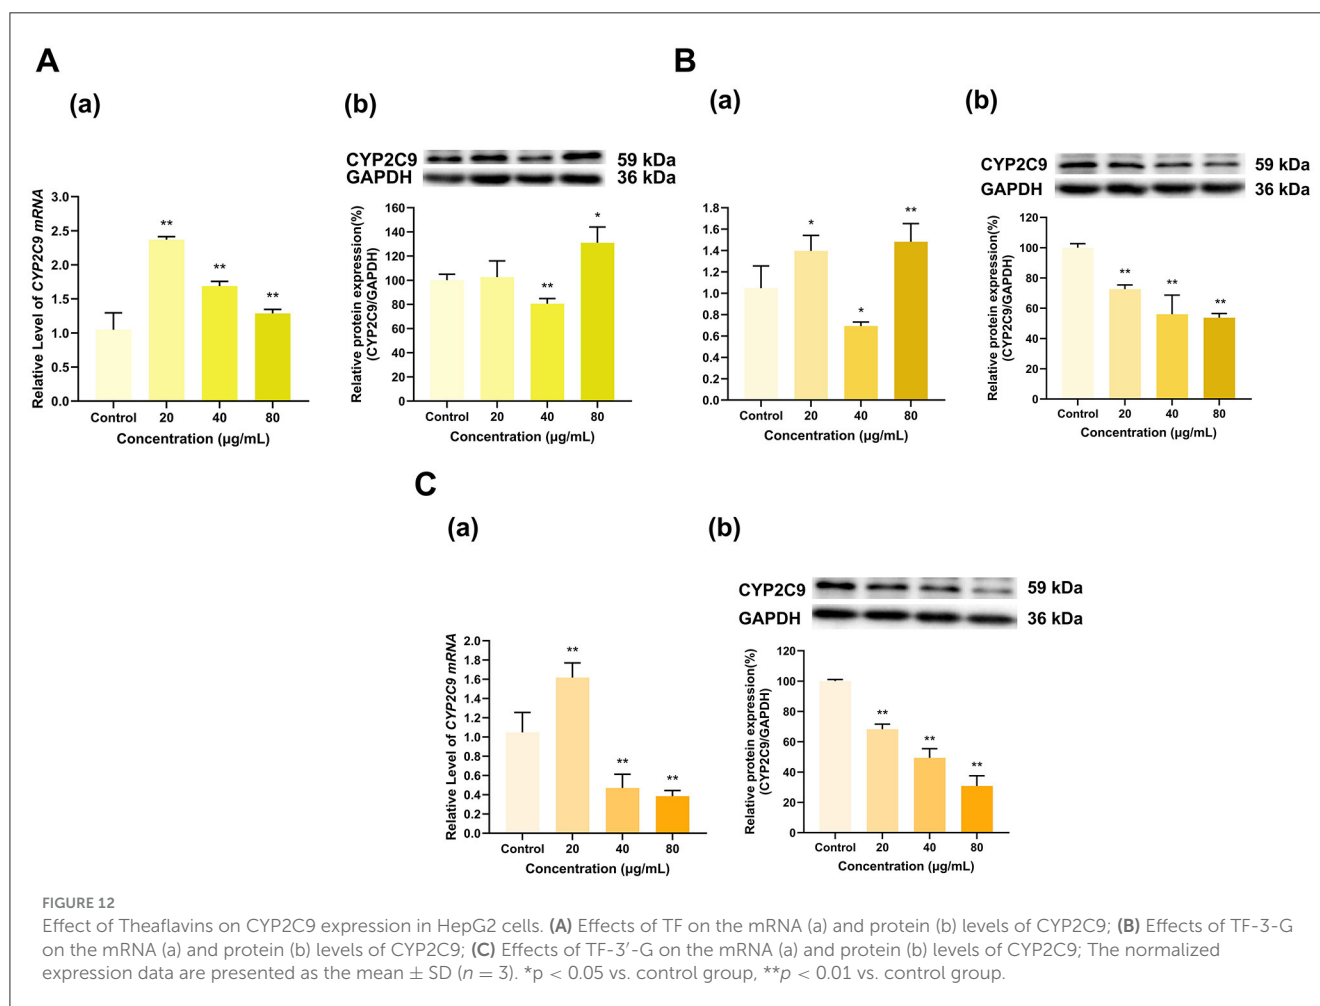 A
(a)
Relative Level of CYP2C9 mRNA
3.0
2.5
2.0
1.5
1.0
0.5
0.0
**
**
**
Control 20 40 80
Concentration (µg/mL)
(b)
CYP2C9 59 kDa
GAPDH 36 kDa
Relative protein expression(%)
(CYP2C9/GAPDH)
160
140
120
100
80
60
40
20
0
**
*
Control 20 40 80
Concentration (µg/mL)
B
(a)
1.8
1.6
1.4
1.2
1.0
0.8
0.6
0.4
0.2
0.0
*
*
**
Control 20 40 80
Concentration (µg/mL)
(b)
CYP2C9 59 kDa
GAPDH 36 kDa
Relative protein expression(%)
(CYP2C9/GAPDH)
120
100
80
60
40
20
0
**
**
**
Control 20 40 80
Concentration (µg/mL)
C
(a)
Relative Level of CYP2C9 mRNA
2.0
1.8
1.6
1.4
1.2
1.0
0.8
0.6
0.4
0.2
0.0
**
**
**
Control 20 40 80
Concentration (µg/mL)
(b)
CYP2C9 59 kDa
GAPDH 36 kDa
Relative protein expression(%)
(CYP2C9/GAPDH)
120
100
80
60
40
20
0
**
**
**
Control 20 40 80
Concentration (µg/mL)
FIGURE 12
Effect of Theaflavins on CYP2C9 expression in HepG2 cells. (A) Effects of TF on the mRNA (a) and protein (b) levels of CYP2C9; (B) Effects of TF-3-G
on the mRNA (a) and protein (b) levels of CYP2C9; (C) Effects of TF-3′-G on the mRNA (a) and protein (b) levels of CYP2C9; The normalized
expression data are presented as the mean ± SD (n = 3). *p < 0.05 vs. control group, **p < 0.01 vs. control group.